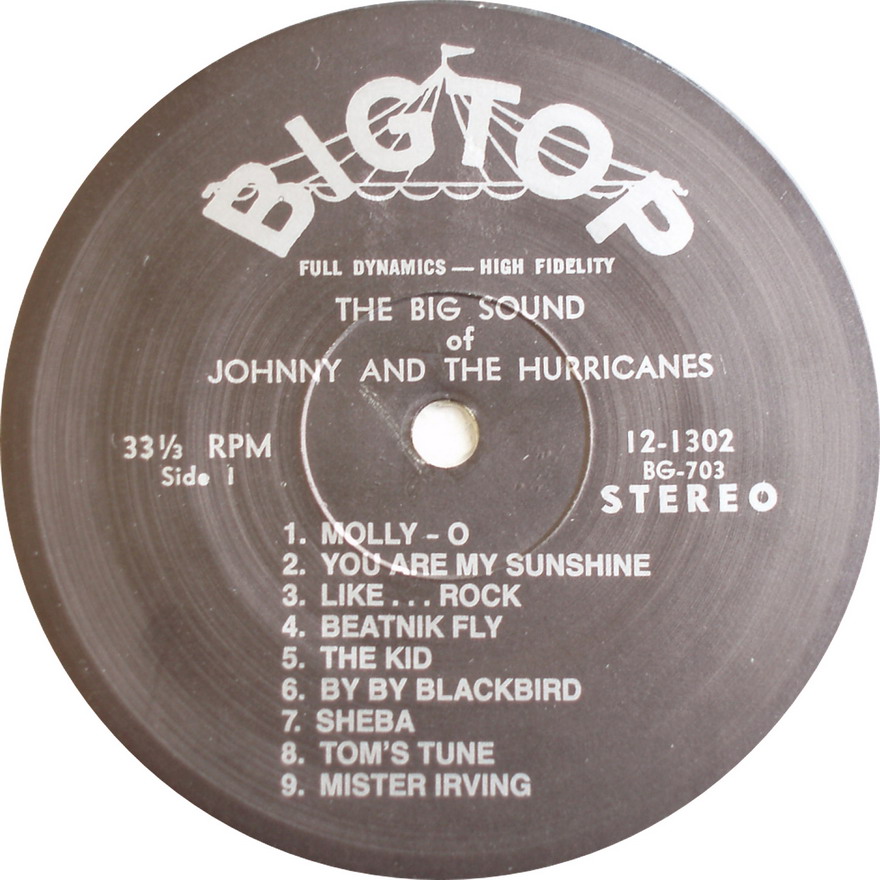 BIGTOP
FULL DYNAMICS — HIGH FIDELITY
THE BIG SOUND
of
JOHNNY AND THE HURRICANES
33⅓ RPM
Side 1
12-1302
BG-703
STEREO
1. MOLLY - O
2. YOU ARE MY SUNSHINE
3. LIKE . . . ROCK
4. BEATNIK FLY
5. THE KID
6. BY BY BLACKBIRD
7. SHEBA
8. TOM'S TUNE
9. MISTER IRVING